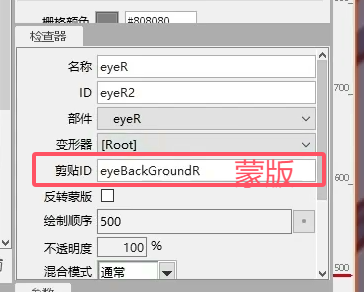 栅格颜色 #808080
700
检查器
名称 eyeR
ID eyeR2
部件 eyeR
变形器 [Root]
剪贴ID eyeBackGroundR 蒙版
600
反转蒙版
绘制顺序 500
不透明度 100 %
混合模式 通常
500